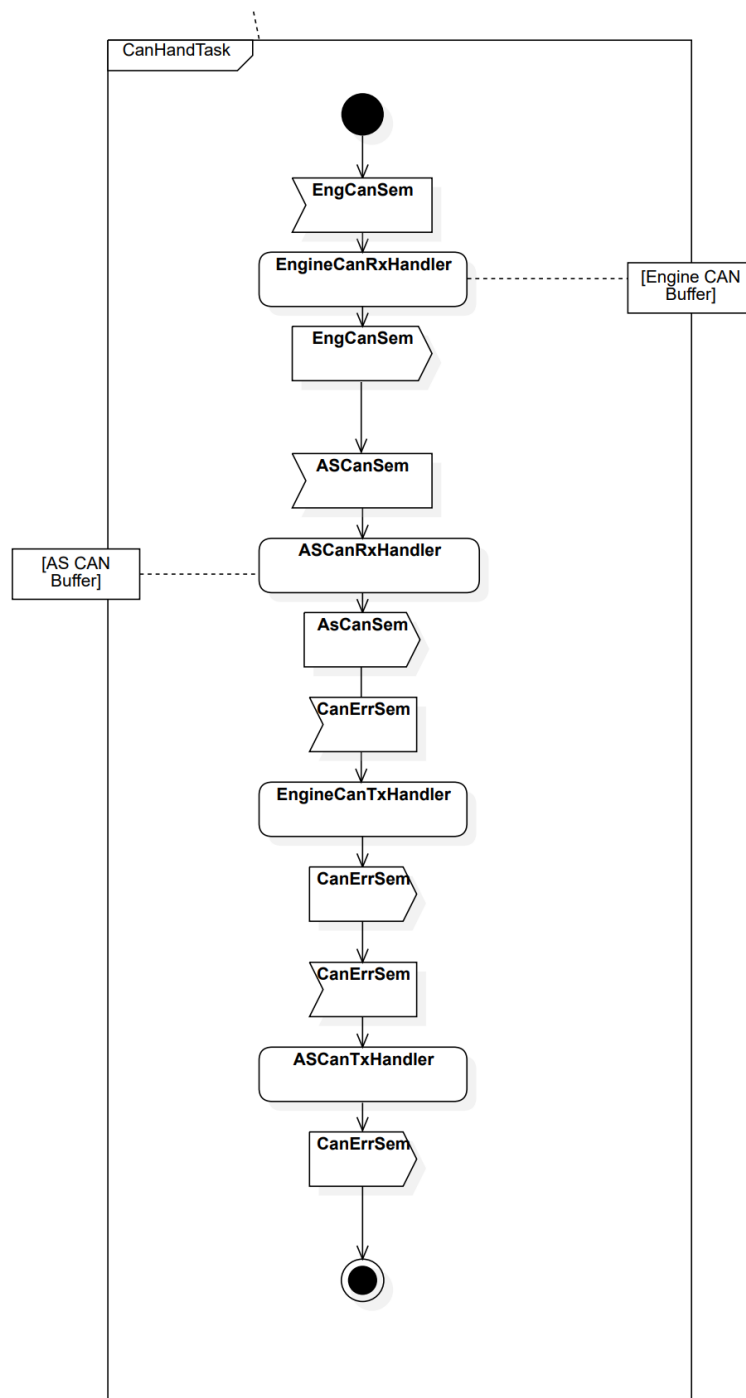 CanHandTask
EngCanSem
EngineCanRxHandler
[Engine CAN
Buffer]
EngCanSem
ASCanSem
ASCanRxHandler
[AS CAN
Buffer]
AsCanSem
CanErrSem
EngineCanTxHandler
CanErrSem
CanErrSem
ASCanTxHandler
CanErrSem